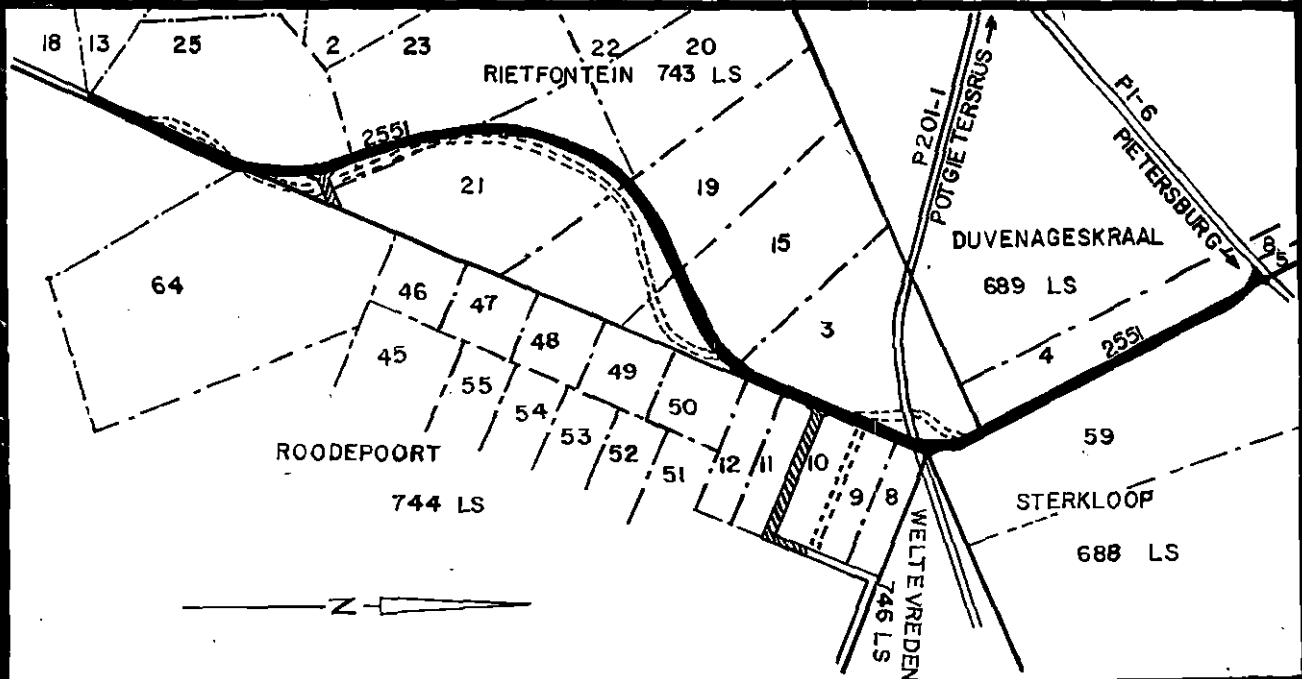 18
13
25
2
23
22
20
RIETFONTEIN 743 LS
2551
21
19
15
3
P201-1
POTGIETERSRUS
P1-6
PIETERSBURG
DUVENAGESKRAAL
689 LS
85
4
2551
64
46
47
48
49
50
45
55
54
53
52
51
12
11
10
9
8
59
ROODEPOORT
744 LS
STERKLOOP
688 LS
WELTEVREDEN
746 LS
N